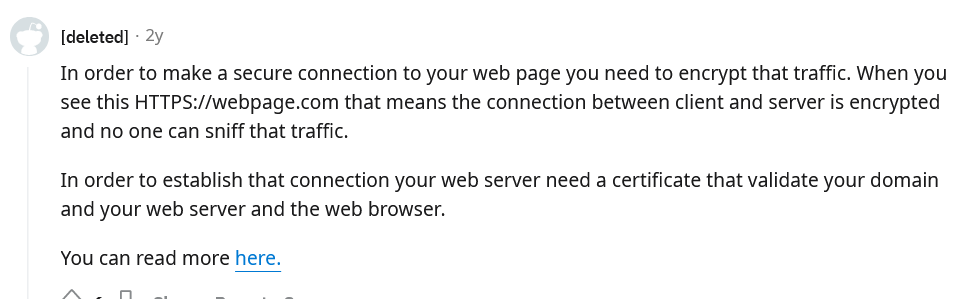 [deleted] · 2y
In order to make a secure connection to your web page you need to encrypt that traffic. When you
see this HTTPS://webpage.com that means the connection between client and server is encrypted
and no one can sniff that traffic.
In order to establish that connection your web server need a certificate that validate your domain
and your web server and the web browser.
You can read more here.